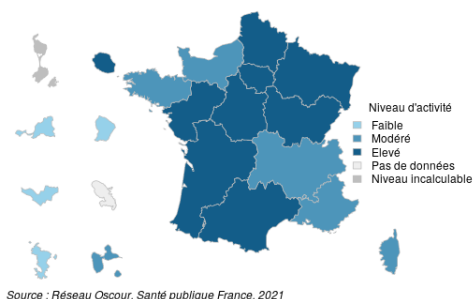 Niveau d'activité
Faible
Modéré
Elevé
Pas de données
Niveau incalculable
Source : Réseau Oscour, Santé publique France, 2021